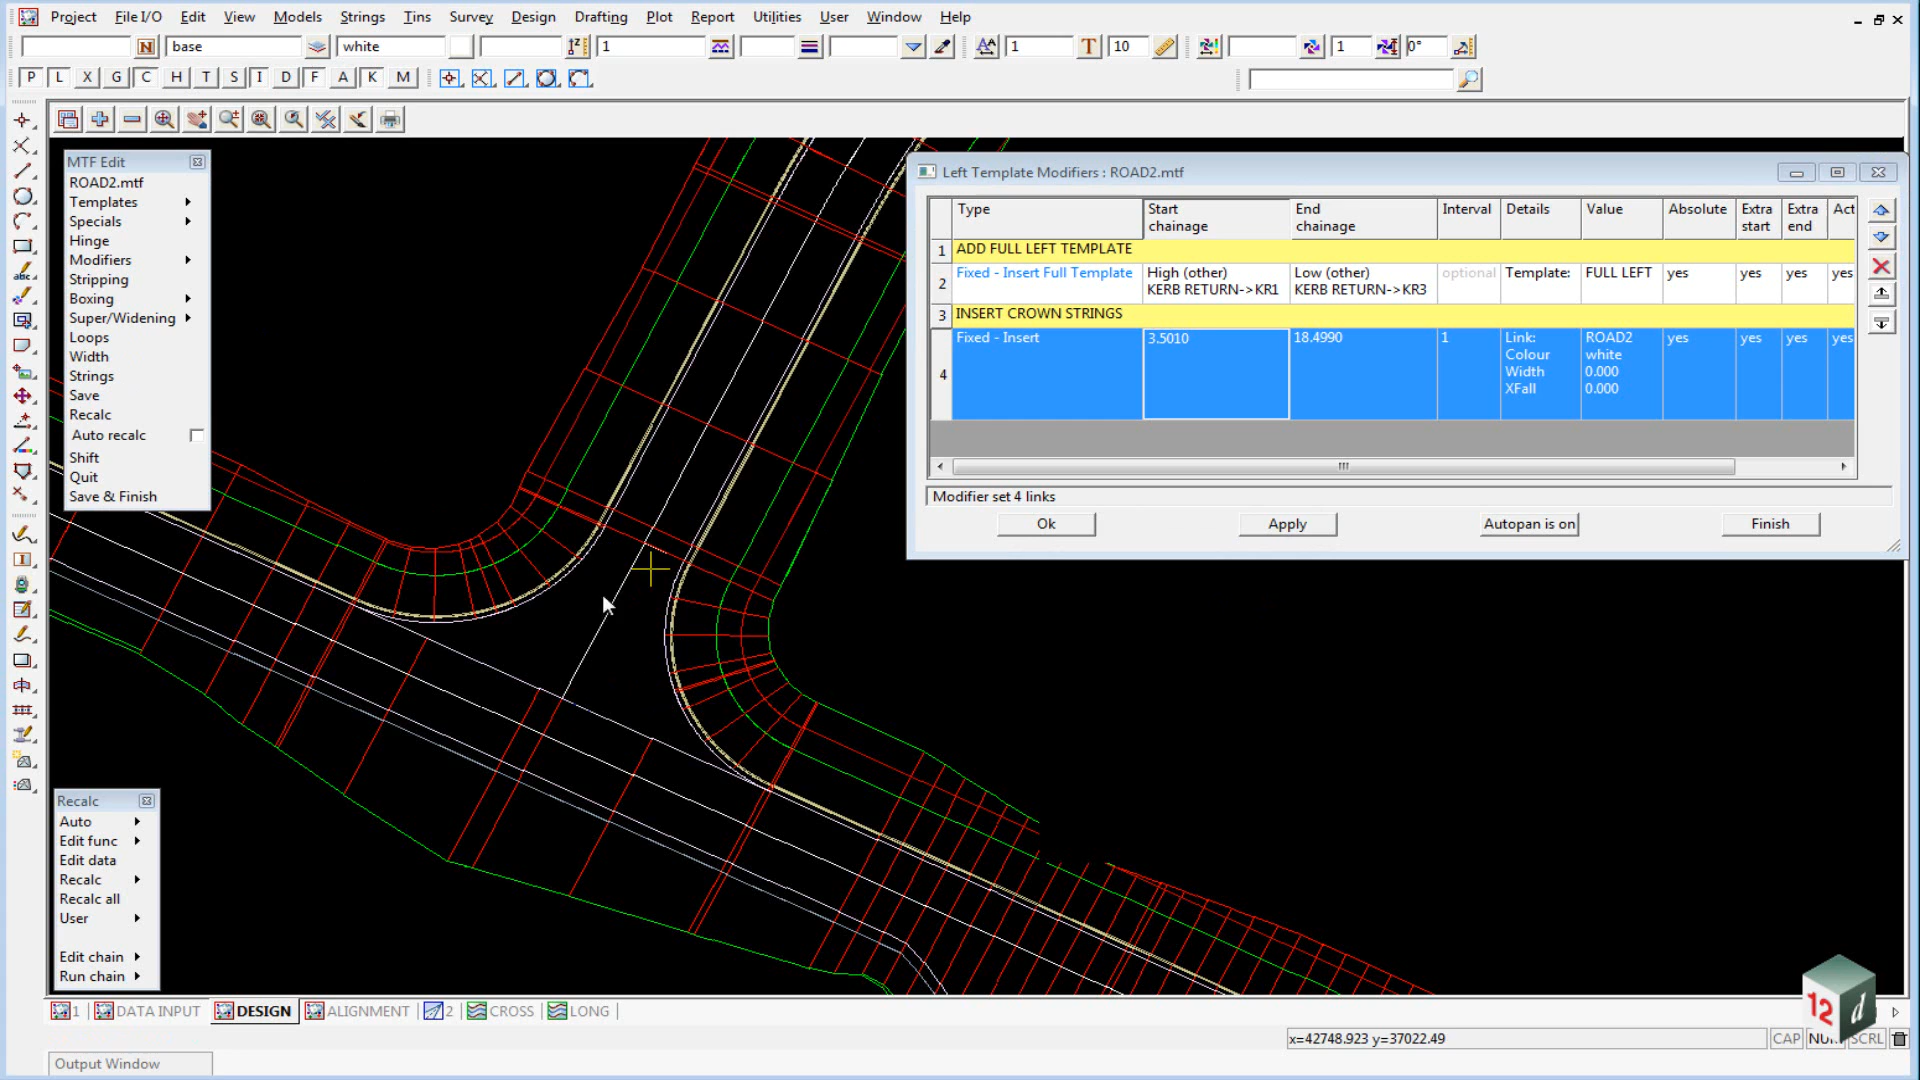 Project File I/O Edit View Models Strings Tins Survey Design Drafting Plot Report Utilities User Window Help
N base white 1 T 1 10 1 0°
P L X G C H T S I D F A K M
MTF Edit
ROAD2.mtf
Templates
Specials
Hinge
Modifiers
Stripping
Boxing
Super/Widening
Loops
Width
Strings
Save
Recalc
Auto recalc
Shift
Quit
Save & Finish
Left Template Modifiers : ROAD2.mtf
Type Start chainage End chainage Interval Details Value Absolute Extra start Extra end Act
1 ADD FULL LEFT TEMPLATE
2 Fixed - Insert Full Template High (other) Low (other) optional Template: FULL LEFT yes yes yes yes
KERB RETURN->KR1 KERB RETURN->KR3
3 INSERT CROWN STRINGS
4 Fixed - Insert 3.5010 18.4990 1 Link: ROAD2 yes yes yes yes
Colour white
Width 0.000
XFall 0.000
Modifier set 4 links
Ok Apply Autopan is on Finish
Recalc
Auto
Edit func
Edit data
Recalc
Recalc all
User
Edit chain
Run chain
1 DATA INPUT DESIGN ALIGNMENT 2 CROSS LONG
12 d
x=42748.923 y=37022.49 CAP NUM SCRL
Output Window